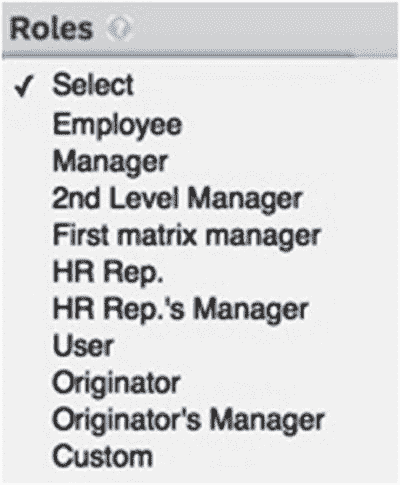 Roles ?
✓ Select
Employee
Manager
2nd Level Manager
First matrix manager
HR Rep.
HR Rep.'s Manager
User
Originator
Originator's Manager
Custom